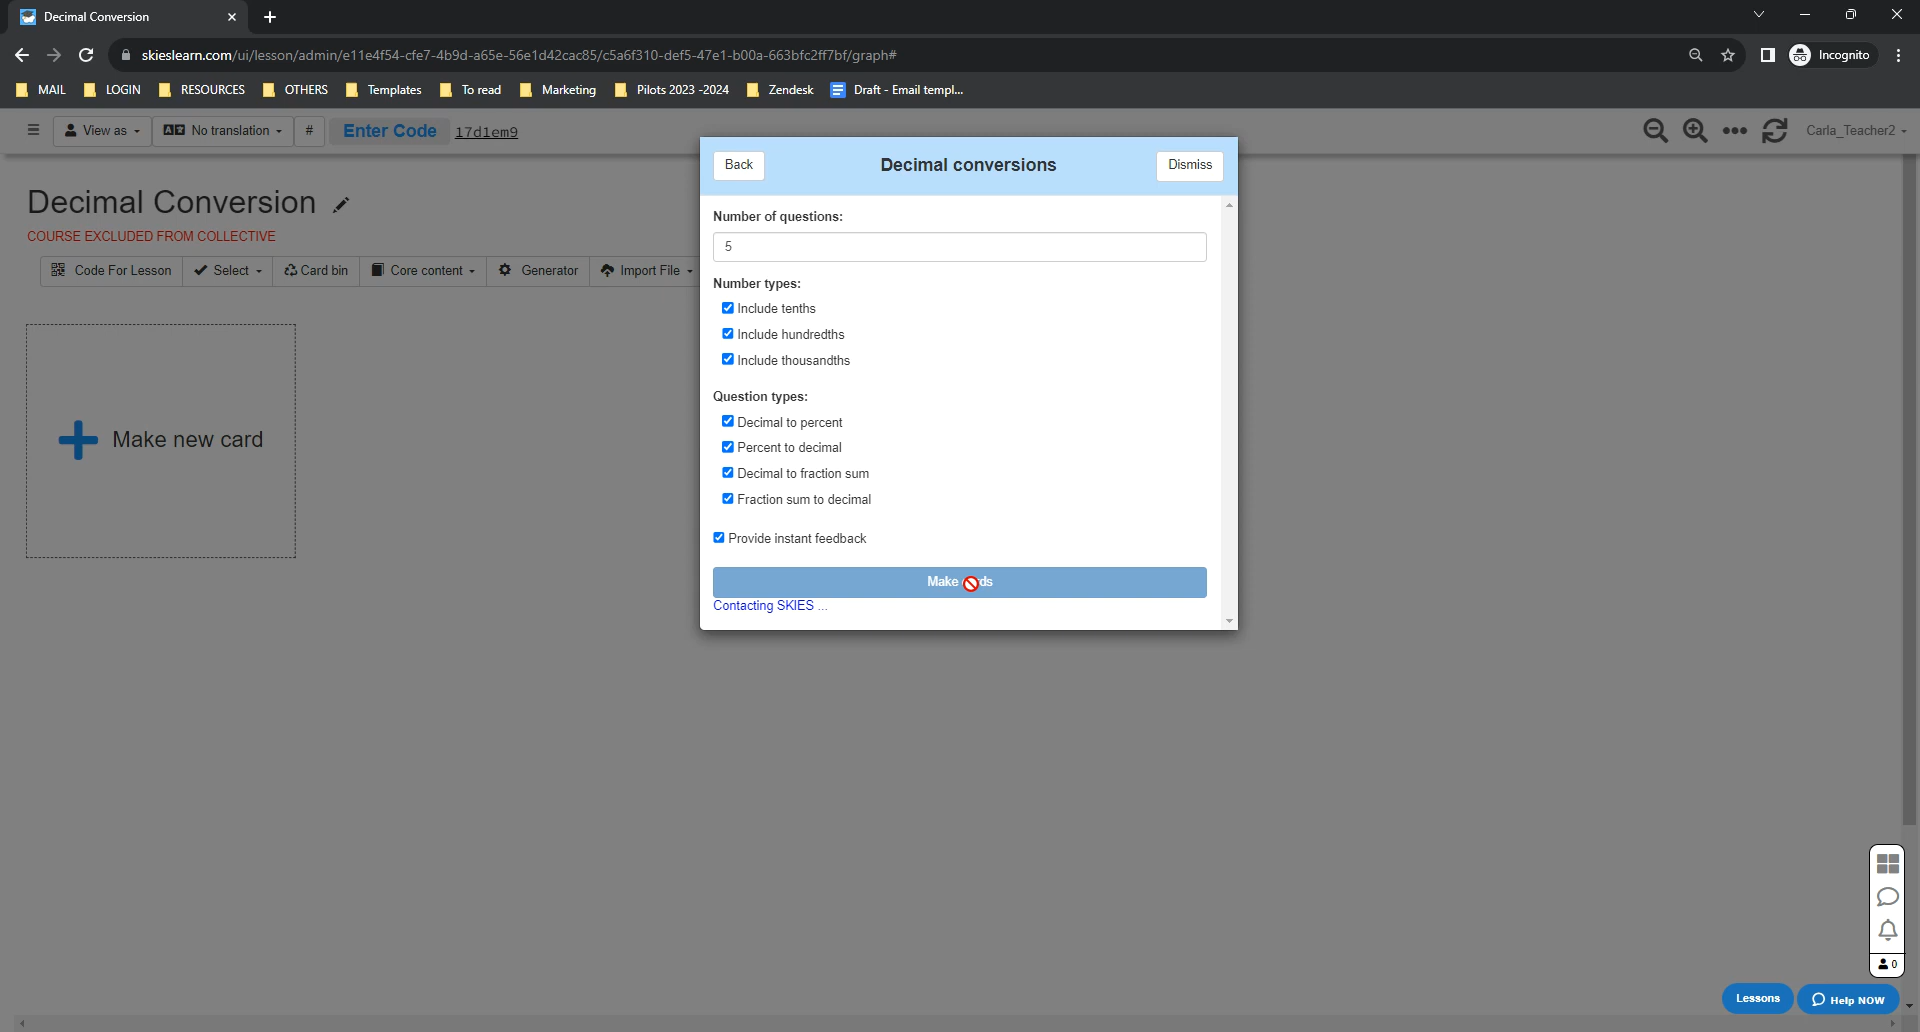 Decimal Conversion
skieslearn.com/ui/lesson/admin/e11e4f54-cfe7-4b9d-a65e-56e1d42cac85/c5a6f310-def5-47e1-b00a-663bfc2ff7bf/graph#
Incognito
MAIL LOGIN RESOURCES OTHERS Templates To read Marketing Pilots 2023 -2024 Zendesk Draft - Email templ...
View as No translation # Enter Code 17d1em9 Carla_Teacher2
Back Decimal conversions Dismiss
Decimal Conversion
COURSE EXCLUDED FROM COLLECTIVE
Code For Lesson Select Card bin Core content Generator Import File
Make new card
Number of questions:
5
Number types:
Include tenths
Include hundredths
Include thousandths
Question types:
Decimal to percent
Percent to decimal
Decimal to fraction sum
Fraction sum to decimal
Provide instant feedback
Make ds
Contacting SKIES ...
0
Lessons Help NOW